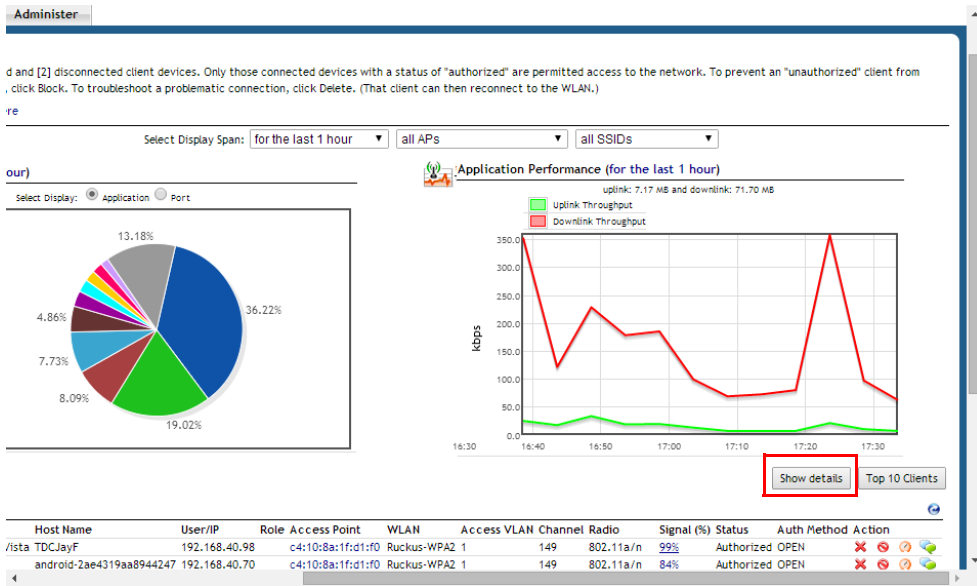 Administer
d and [2] disconnected client devices. Only those connected devices with a status of "authorized" are permitted access to the network. To prevent an "unauthorized" client from
, click Block. To troubleshoot a problematic connection, click Delete. (That client can then reconnect to the WLAN.)
re
Select Display Span: for the last 1 hour all APs all SSIDs
our)
Select Display: Application Port
13.18%
36.22%
4.86%
7.73%
8.09%
19.02%
Application Performance (for the last 1 hour)
uplink: 7.17 MB and downlink: 71.70 MB
Uplink Throughput
Downlink Throughput
350.0
300.0
250.0
200.0
150.0
100.0
50.0
0.0
kbps
16:30 16:40 16:50 17:00 17:10 17:20 17:30
Show details Top 10 Clients
Host Name User/IP Role Access Point WLAN Access VLAN Channel Radio Signal (%) Status Auth Method Action
/ista TDCJayF 192.168.40.98 c4:10:8a:1f:d1:f0 Ruckus-WPA2 1 149 802.11a/n 99% Authorized OPEN
android-2ae4319aa8944247 192.168.40.70 c4:10:8a:1f:d1:f0 Ruckus-WPA2 1 149 802.11a/n 84% Authorized OPEN